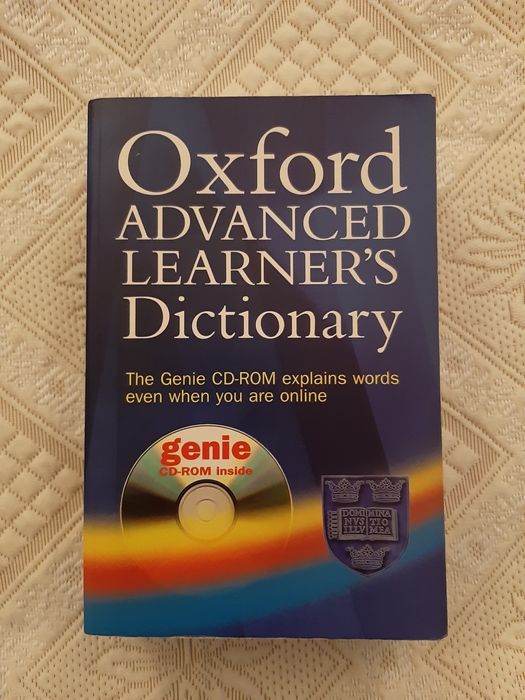 Oxford
ADVANCED
LEARNER'S
Dictionary
The Genie CD-ROM explains words
even when you are online
genie
CD-ROM inside
DOMI MINA
NVS TIO
ILLV MEA